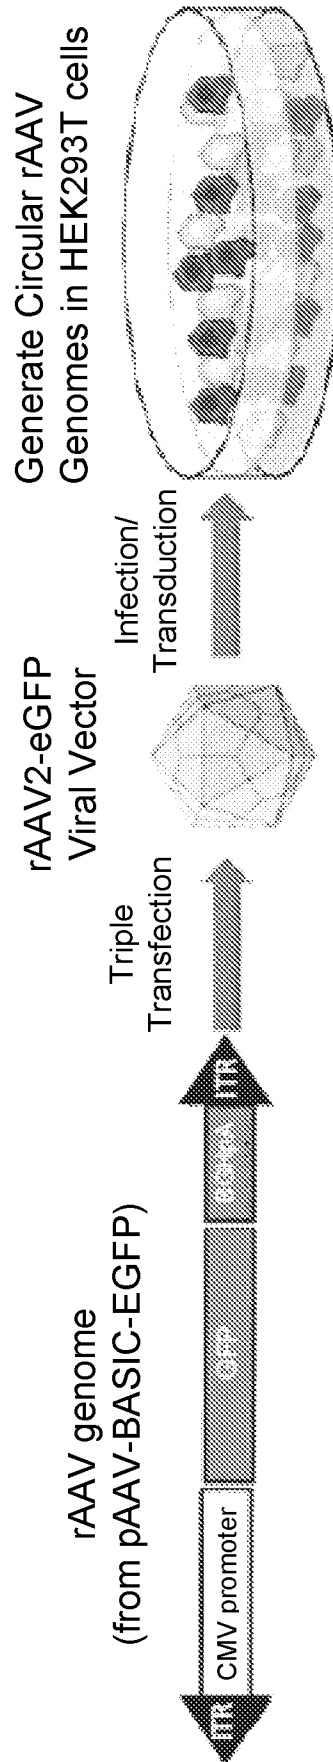 rAAV genome
(from pAAV-BASIC-EGFP)
ITR
CMV promoter
GFP
ITR
Triple
Transfection
rAAV2-eGFP
Viral Vector
Infection/
Transduction
Generate Circular rAAV
Genomes in HEK293T cells